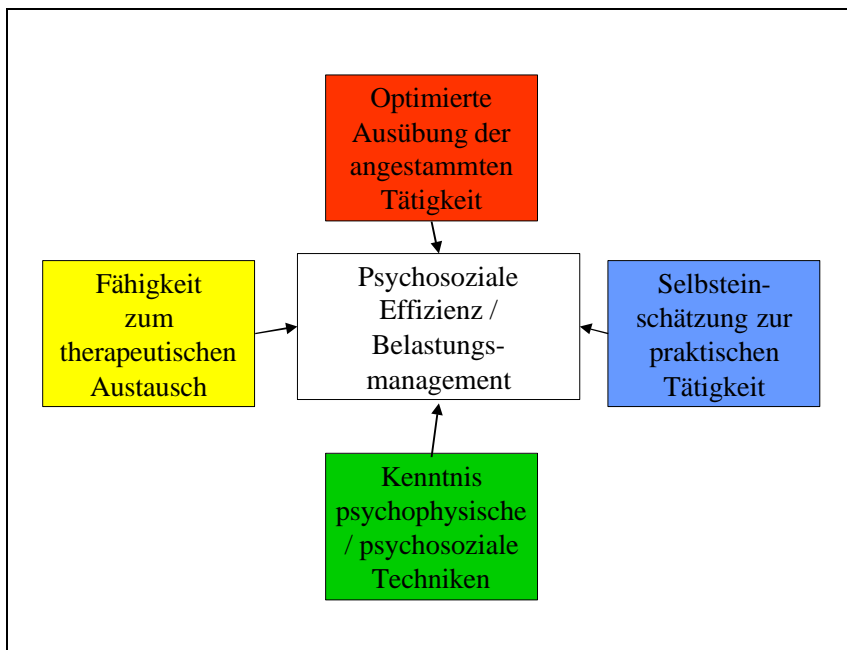 Optimierte
Ausübung der
angestammten
Tätigkeit
Fähigkeit
zum
therapeutischen
Austausch
Psychosoziale
Effizienz /
Belastungs-
management
Selbstein-
schätzung zur
praktischen
Tätigkeit
Kenntnis
psychophysische
/ psychosoziale
Techniken